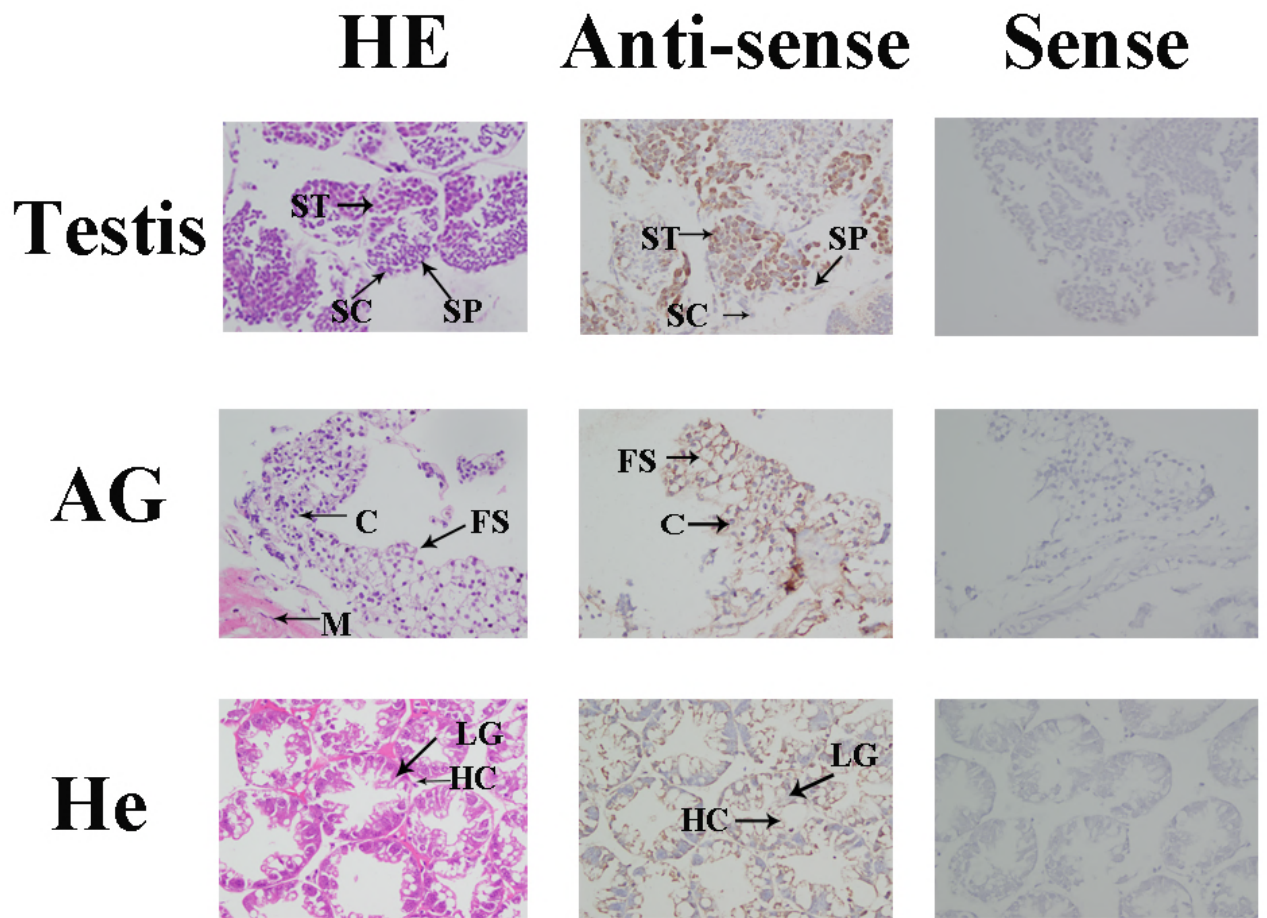 HE Anti-sense Sense
Testis
ST
SC SP
ST SP
SC
AG
C FS
M
FS
C
He
LG
HC
LG
HC